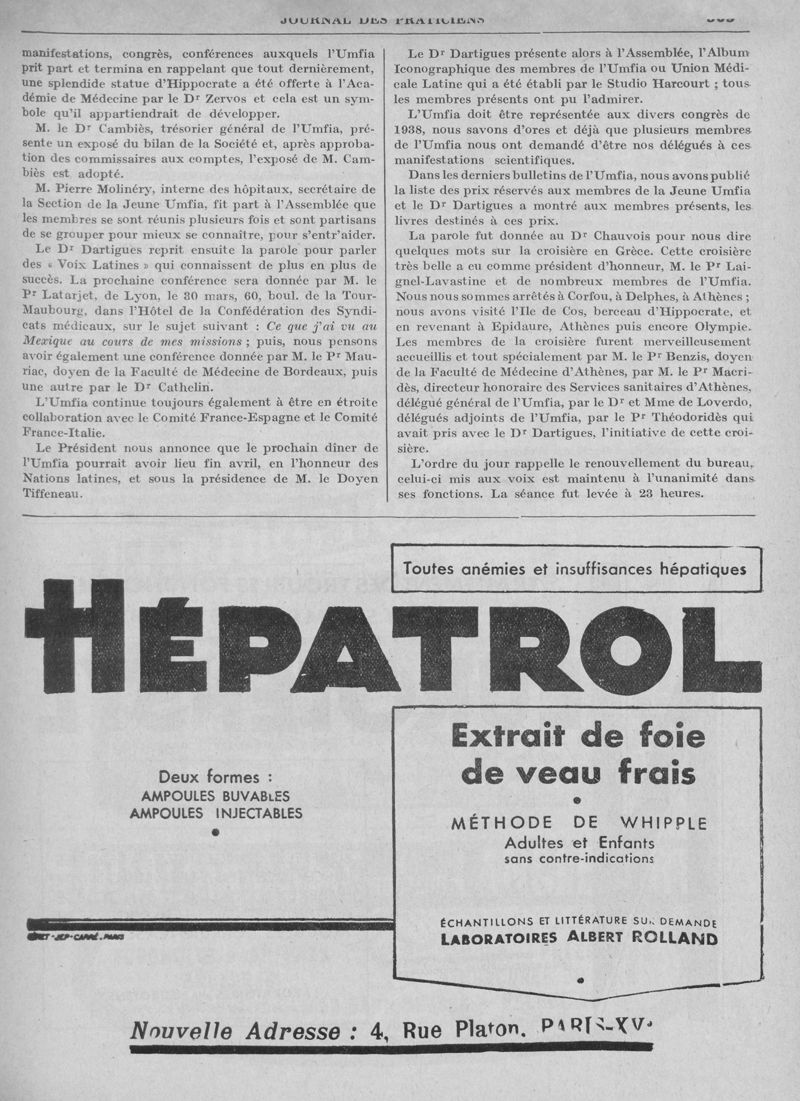 JOURNAL DES PRATICIENS
manifestations, congrès, conférences auxquels l'Umfia
prit part et termina en rappelant que tout dernièrement,
une splendide statue d'Hippocrate a été offerte à l'Aca-
démie de Médecine par le Dr Zervos et cela est un sym-
bole qu'il appartiendrait de développer.
M. le Dr Cambiès, trésorier général de l'Umfia, pré-
sente un exposé du bilan de la Société et, après approba-
tion des commissaires aux comptes, l'exposé de M. Cam-
biès est adopté.
M. Pierre Molinéry, interne des hôpitaux, secrétaire de
la Section de la Jeune Umfia, fit part à l'Assemblée que
les membres se sont réunis plusieurs fois et sont partisans
de se grouper pour mieux se connaître, pour s'entr'aider.
Le Dr Dartigues reprit ensuite la parole pour parler
des « Voix Latines » qui connaissent de plus en plus de
succès. La prochaine conférence sera donnée par M. le
Pr Latarjet, de Lyon, le 30 mars, 60, boul. de la Tour-
Maubourg, dans l'Hôtel de la Confédération des Syndi-
cats médicaux, sur le sujet suivant : Ce que j'ai vu au
Mexique au cours de mes missions ; puis, nous pensons
avoir également une conférence donnée par M. le Pr Mau-
riac, doyen de la Faculté de Médecine de Bordeaux, puis
une autre par le Dr Cathelin.
L'Umfia continue toujours également à être en étroite
collaboration avec le Comité France-Espagne et le Comité
France-Italie.
Le Président nous annonce que le prochain dîner de
l'Umfia pourrait avoir lieu fin avril, en l'honneur des
Nations latines, et sous la présidence de M. le Doyen
Tiffeneau.
Le Dr Dartigues présente alors à l'Assemblée, l'Album
Iconographique des membres de l'Umfia ou Union Médi-
cale Latine qui a été établi par le Studio Harcourt ; tous
les membres présents ont pu l'admirer.
L'Umfia doit être représentée aux divers congrès de
1938, nous savons d'ores et déjà que plusieurs membres
de l'Umfia nous ont demandé d'être nos délégués à ces
manifestations scientifiques.
Dans les derniers bulletins de l'Umfia, nous avons publié
la liste des prix réservés aux membres de la Jeune Umfia
et le Dr Dartigues a montré aux membres présents, les
livres destinés à ces prix.
La parole fut donnée au Dr Chauvois pour nous dire
quelques mots sur la croisière en Grèce. Cette croisière
très belle a eu comme président d'honneur, M. le Pr Lai-
gnel-Lavastine et de nombreux membres de l'Umfia.
Nous nous sommes arrêtés à Corfou, à Delphes, à Athènes ;
nous avons visité l'Ile de Cos, berceau d'Hippocrate, et
en revenant à Epidaure, Athènes puis encore Olympie.
Les membres de la croisière furent merveilleusement
accueillis et tout spécialement par M. le Pr Benzis, doyen
de la Faculté de Médecine d'Athènes, par M. le Pr Macri-
dès, directeur honoraire des Services sanitaires d'Athènes,
délégué général de l'Umfia, par le Dr et Mme de Loverdo,
délégués adjoints de l'Umfia, par le Pr Théodoridès qui
avait pris avec le Dr Dartigues, l'initiative de cette croi-
sière.
L'ordre du jour rappelle le renouvellement du bureau,
celui-ci mis aux voix est maintenu à l'unanimité dans
ses fonctions. La séance fut levée à 23 heures.
Toutes anémies et insuffisances hépatiques
HÉPATROL
Extrait de foie
de veau frais
Deux formes :
AMPOULES BUVABLES
AMPOULES INJECTABLES
MÉTHODE DE WHIPPLE
Adultes et Enfants
sans contre-indications
ÉCHANTILLONS ET LITTÉRATURE SUR DEMANDE
LABORATOIRES ALBERT ROLLAND
Nouvelle Adresse : 4, Rue Platon. PARIS-XV